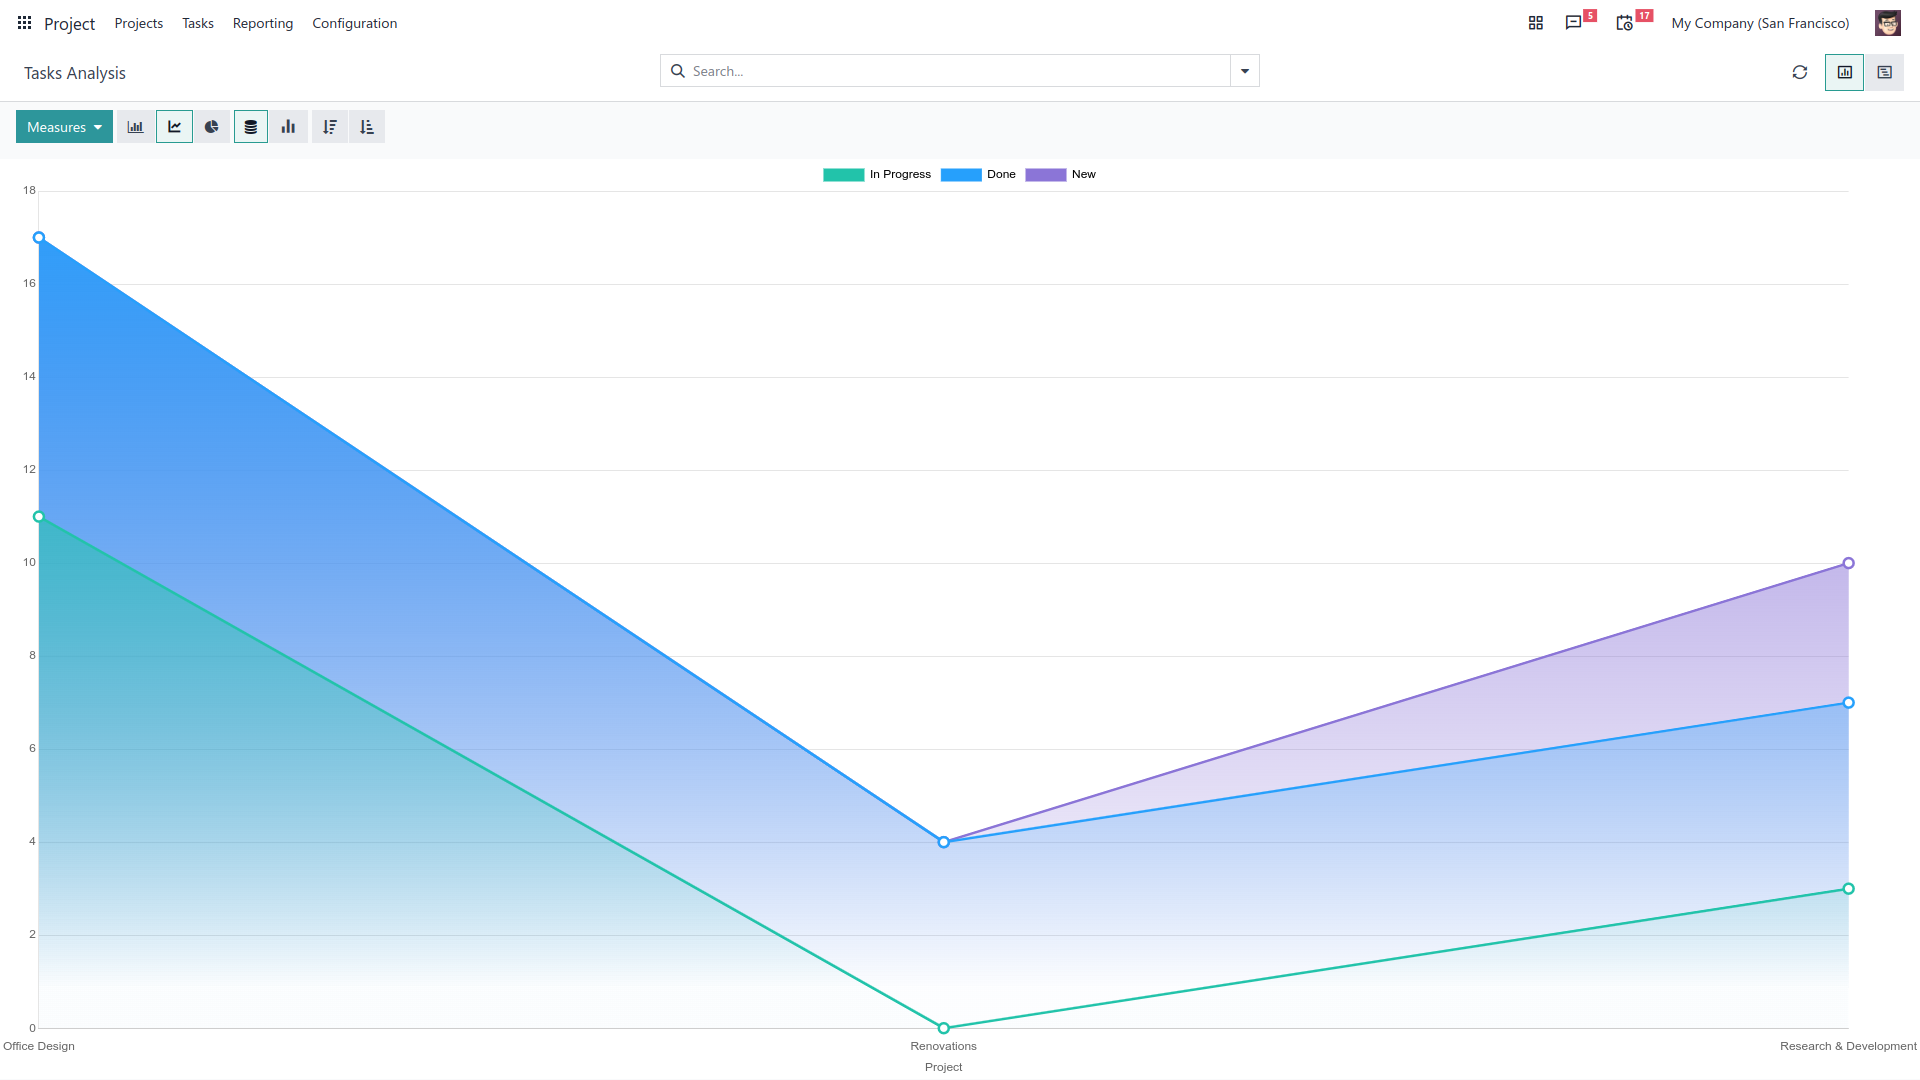 Project Projects Tasks Reporting Configuration 5 17 My Company (San Francisco)
Tasks Analysis Search...
Measures
In Progress Done New
18
16
14
12
10
8
6
4
2
0
Office Design Renovations Research & Development
Project